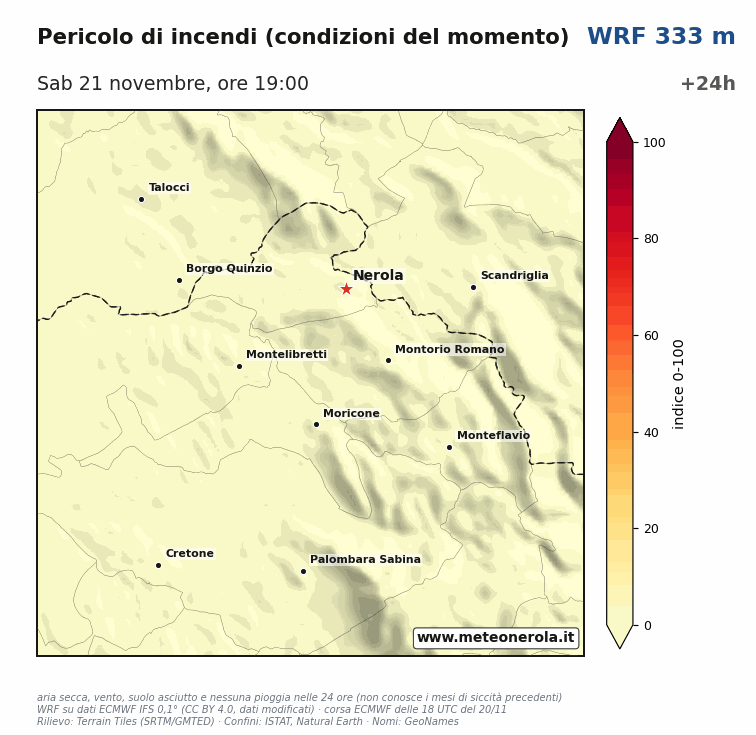 Pericolo di incendi (condizioni del momento) WRF 333 m
Sab 21 novembre, ore 19:00 +24h
Talocci
Borgo Quinzio
Nerola
Scandriglia
Montelibretti
Montorio Romano
Moricone
Monteflavio
Cretone
Palombara Sabina
www.meteonerola.it
100
80
60
40
20
0
indice 0-100
aria secca, vento, suolo asciutto e nessuna pioggia nelle 24 ore (non conosce i mesi di siccità precedenti)
WRF su dati ECMWF IFS 0,1° (CC BY 4.0, dati modificati) · corsa ECMWF delle 18 UTC del 20/11
Rilievo: Terrain Tiles (SRTM/GMTED) · Confini: ISTAT, Natural Earth · Nomi: GeoNames